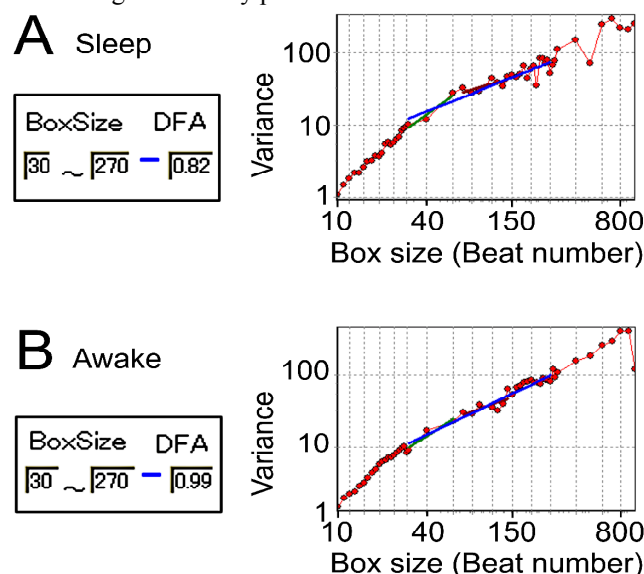 A Sleep
BoxSize DFA
30 ~ 270 0.82
Variance
100
10
1
10 40 150 800
Box size (Beat number)
B Awake
BoxSize DFA
30 ~ 270 0.99
Variance
100
10
1
10 40 150 800
Box size (Beat number)